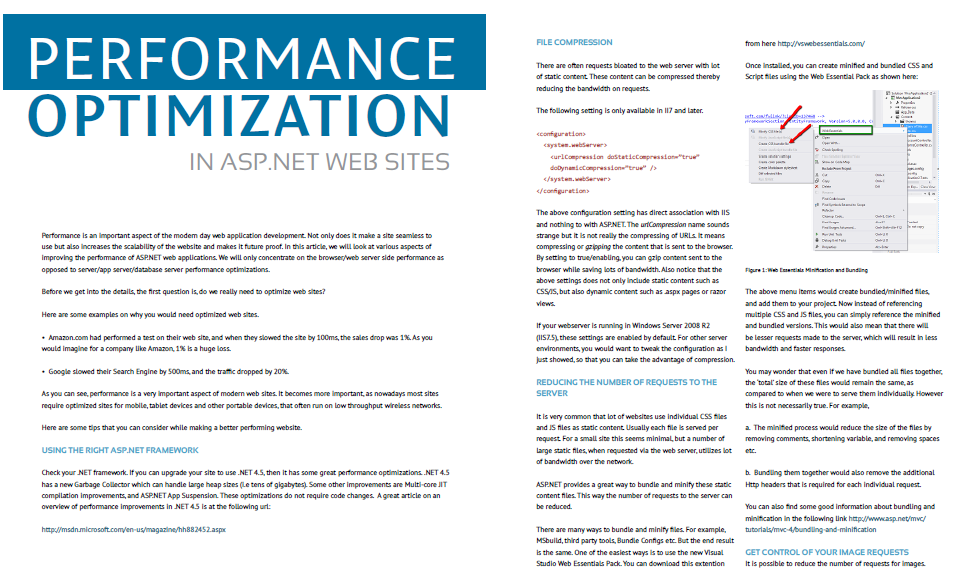 PERFORMANCE
OPTIMIZATION
IN ASP.NET WEB SITES
Performance is an important aspect of the modern day web application development. Not only does it make a site seamless to
use but also increases the scalability of the website and makes it future proof. In this article, we will look at various aspects of
improving the performance of ASP.NET web applications. We will only concentrate on the browser/web server side performance as
opposed to server/app server/database server performance optimizations.
Before we get into the details, the first question is, do we really need to optimize web sites?
Here are some examples on why you would need optimized web sites.
• Amazon.com had performed a test on their web site, and when they slowed the site by 100ms, the sales drop was 1%. As you
would imagine for a company like Amazon, 1% is a huge loss.
• Google slowed their Search Engine by 500ms, and the traffic dropped by 20%.
As you can see, performance is a very important aspect of modern web sites. It becomes more important, as nowadays most sites
require optimized sites for mobile, tablet devices and other portable devices, that often run on low throughput wireless networks.
Here are some tips that you can consider while making a better performing website.
USING THE RIGHT ASP.NET FRAMEWORK
Check your .NET framework. If you can upgrade your site to use .NET 4.5, then it has some great performance optimizations. .NET 4.5
has a new Garbage Collector which can handle large heap sizes (i.e tens of gigabytes). Some other improvements are Multi-core JIT
compilation improvements, and ASP.NET App Suspension. These optimizations do not require code changes. A great article on an
overview of performance improvements in .NET 4.5 is at the following url:
http://msdn.microsoft.com/en-us/magazine/hh882452.aspx
FILE COMPRESSION
There are often requests bloated to the web server with lot
of static content. These content can be compressed thereby
reducing the bandwidth on requests.
The following setting is only available in II7 and later.
<configuration>
<system.webServer>
<urlCompression doStaticCompression="true"
doDynamicCompression="true" />
</system.webServer>
</configuration>
The above configuration setting has direct association with IIS
and nothing to with ASP.NET. The urlCompression name sounds
strange but it is not really the compressing of URLs. It means
compressing or gzipping the content that is sent to the browser.
By setting to true/enabling, you can gzip content sent to the
browser while saving lots of bandwidth. Also notice that the
above settings does not only include static content such as
CSS/JS, but also dynamic content such as .aspx pages or razor
views.
If your webserver is running in Windows Server 2008 R2
(IIS7.5), these settings are enabled by default. For other server
environments, you would want to tweak the configuration as I
just showed, so that you can take the advantage of compression.
REDUCING THE NUMBER OF REQUESTS TO THE
SERVER
It is very common that lot of websites use individual CSS files
and JS files as static content. Usually each file is served per
request. For a small site this seems minimal, but a number of
large static files, when requested via the web server, utilizes lot
of bandwidth over the network.
ASP.NET provides a great way to bundle and minify these static
content files. This way the number of requests to the server can
be reduced.
There are many ways to bundle and minify files. For example,
MSbuild, third party tools, Bundle Configs etc. But the end result
is the same. One of the easiest ways is to use the new Visual
Studio Web Essentials Pack. You can download this extention
from here http://vswebessentials.com/
Once installed, you can create minified and bundled CSS and
Script files using the Web Essential Pack as shown here:
Figure 1: Web Essentials Minification and Bundling
The above menu items would create bundled/minified files,
and add them to your project. Now instead of referencing
multiple CSS and JS files, you can simply reference the minified
and bundled versions. This would also mean that there will
be lesser requests made to the server, which will result in less
bandwidth and faster responses.
You may wonder that even if we have bundled all files together,
the 'total' size of these files would remain the same, as
compared to when we were to serve them individually. However
this is not necessarily true. For example,
a. The minified process would reduce the size of the files by
removing comments, shortening variable, and removing spaces
etc.
b. Bundling them together would also remove the additional
Http headers that is required for each individual request.
You can also find some good information about bundling and
minification in the following link http://www.asp.net/mvc/
tutorials/mvc-4/bundling-and-minification
GET CONTROL OF YOUR IMAGE REQUESTS
It is possible to reduce the number of requests for images.